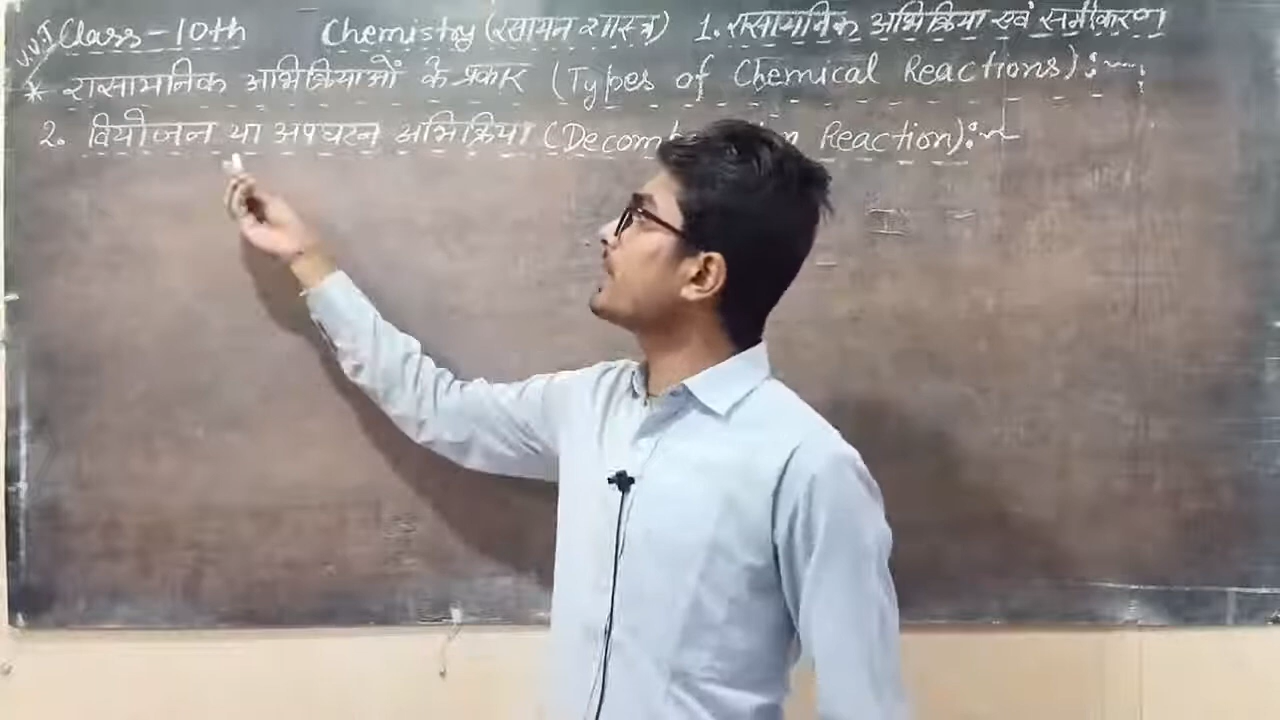 V.V.I Class-10th Chemistry (रसायन शास्त्र) 1. रासायनिक अभिक्रिया एवं समीकरण
* रासायनिक अभिक्रियाओं के प्रकार (Types of Chemical Reactions):~
2. वियोजन या अपघटन अभिक्रिया (Decom n Reaction):~